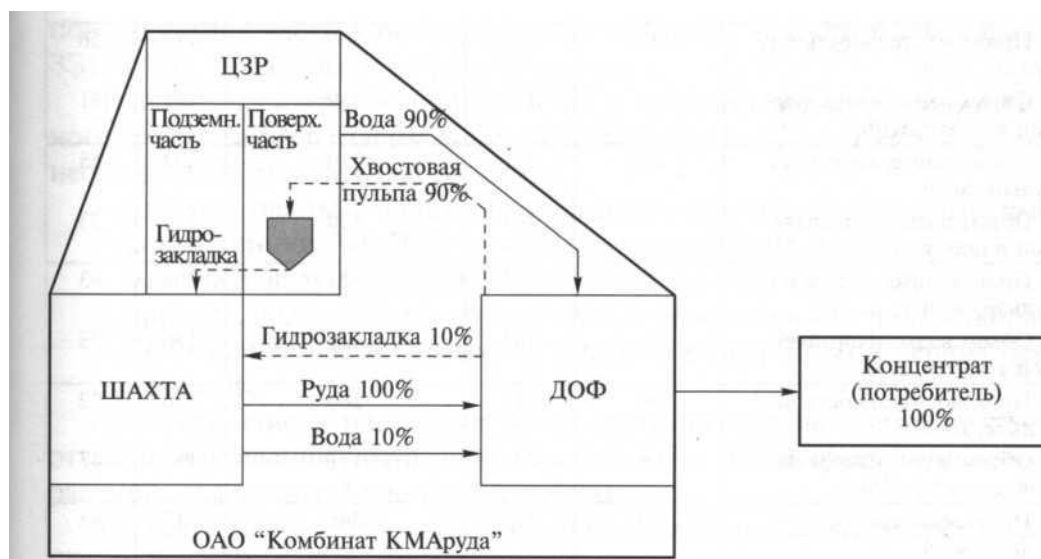 ЦЗР
Подземн.
часть
Поверх.
часть
Вода 90%
Хвостовая
пульпа 90%
Гидро-
закладка
Гидрозакладка 10%
ШАХТА
Руда 100%
ДОФ
Вода 10%
Концентрат
(потребитель)
100%
ОАО “Комбинат КМАруда”